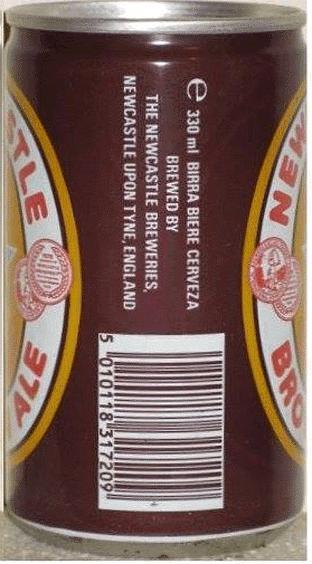 STLE
ALE
℮ 330 ml BIRRA BIERE CERVEZA
BREWED BY
THE NEWCASTLE BREWERIES,
NEWCASTLE UPON TYNE, ENGLAND
5 010118 317209
NEW
BRO